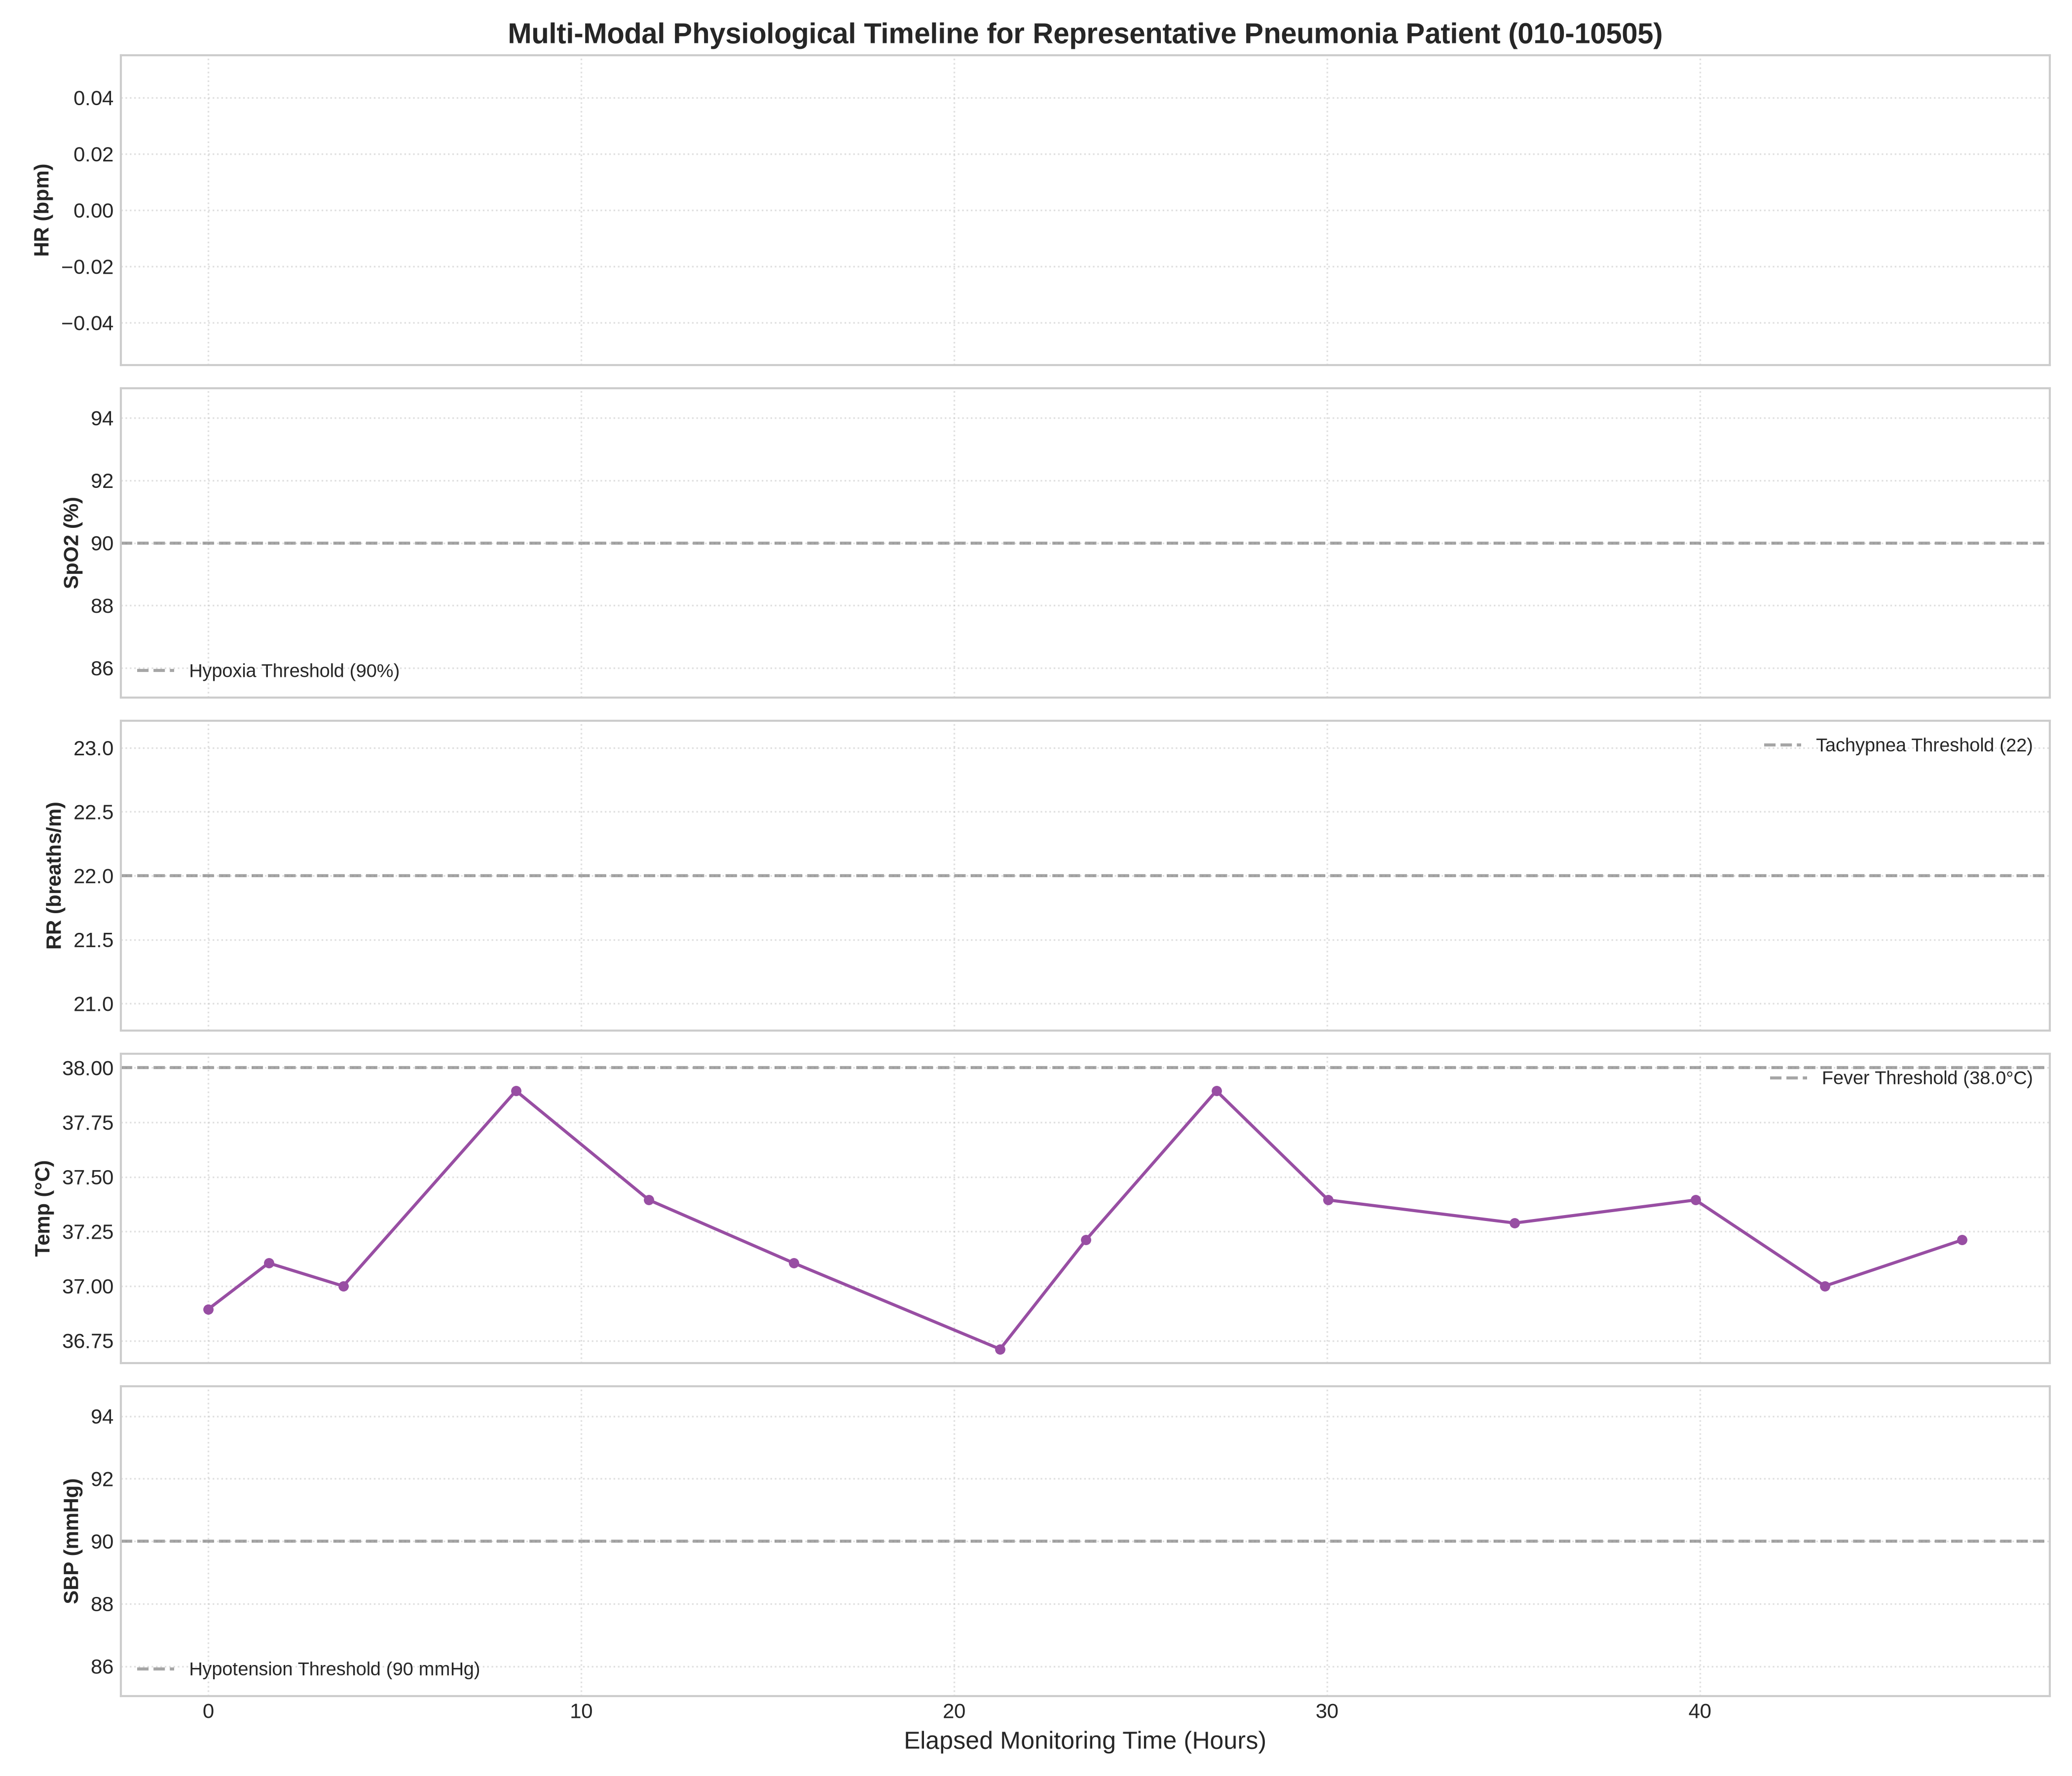 Multi-Modal Physiological Timeline for Representative Pneumonia Patient (010-10505)
HR (bpm)
0.04
0.02
0.00
−0.02
−0.04
SpO2 (%)
94
92
90
88
86
Hypoxia Threshold (90%)
RR (breaths/m)
23.0
22.5
22.0
21.5
21.0
Tachypnea Threshold (22)
Temp (°C)
38.00
37.75
37.50
37.25
37.00
36.75
Fever Threshold (38.0°C)
SBP (mmHg)
94
92
90
88
86
Hypotension Threshold (90 mmHg)
0 10 20 30 40
Elapsed Monitoring Time (Hours)